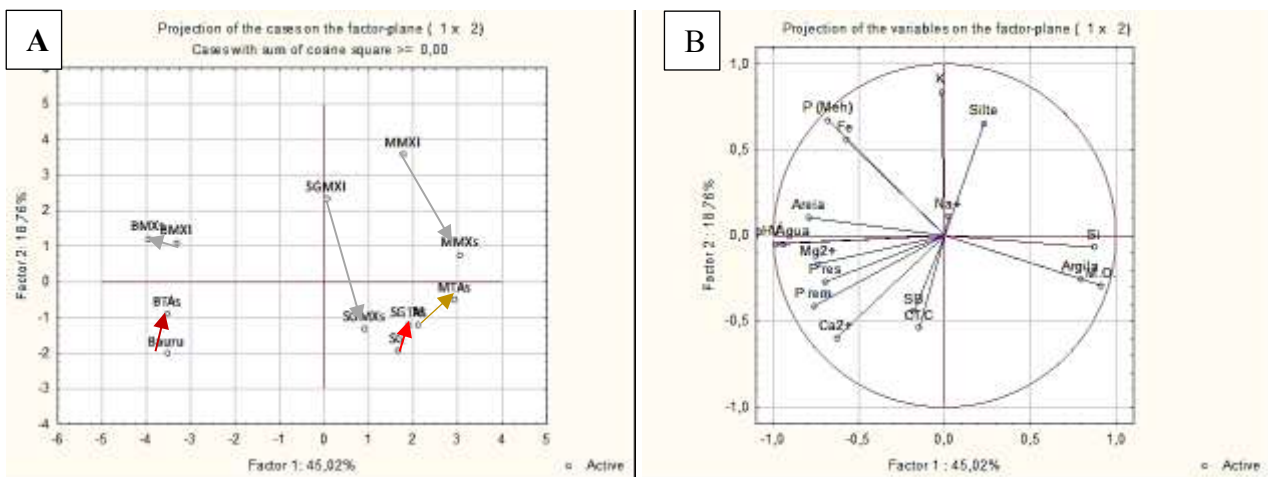 A
Projection of the cases on the factor-plane ( 1 x 2)
Cases with sum of cosine square >= 0,00
5
4
3
2
1
0
-1
-2
-3
-4
Factor 2: 18,76%
MMXI
SGMXI
BMXs
BMXI
MMXs
MTAs
BTAs
SGMXs
Bauru
-6 -5 -4 -3 -2 -1 0 1 2 3 4 5
Factor 1: 45,02%
Active
B
Projection of the variables on the factor-plane ( 1 x 2)
1,0
0,5
0,0
-0,5
-1,0
Factor 2 : 18,76%
K
P (Meh)
Silte
Fe
Areia
Na+
Água
Si
Mg2+
Argila
M.O.
P res
P rem
SB
CTC
Ca2+
-1,0 -0,5 0,0 0,5 1,0
Factor 1 : 45,02%
Active